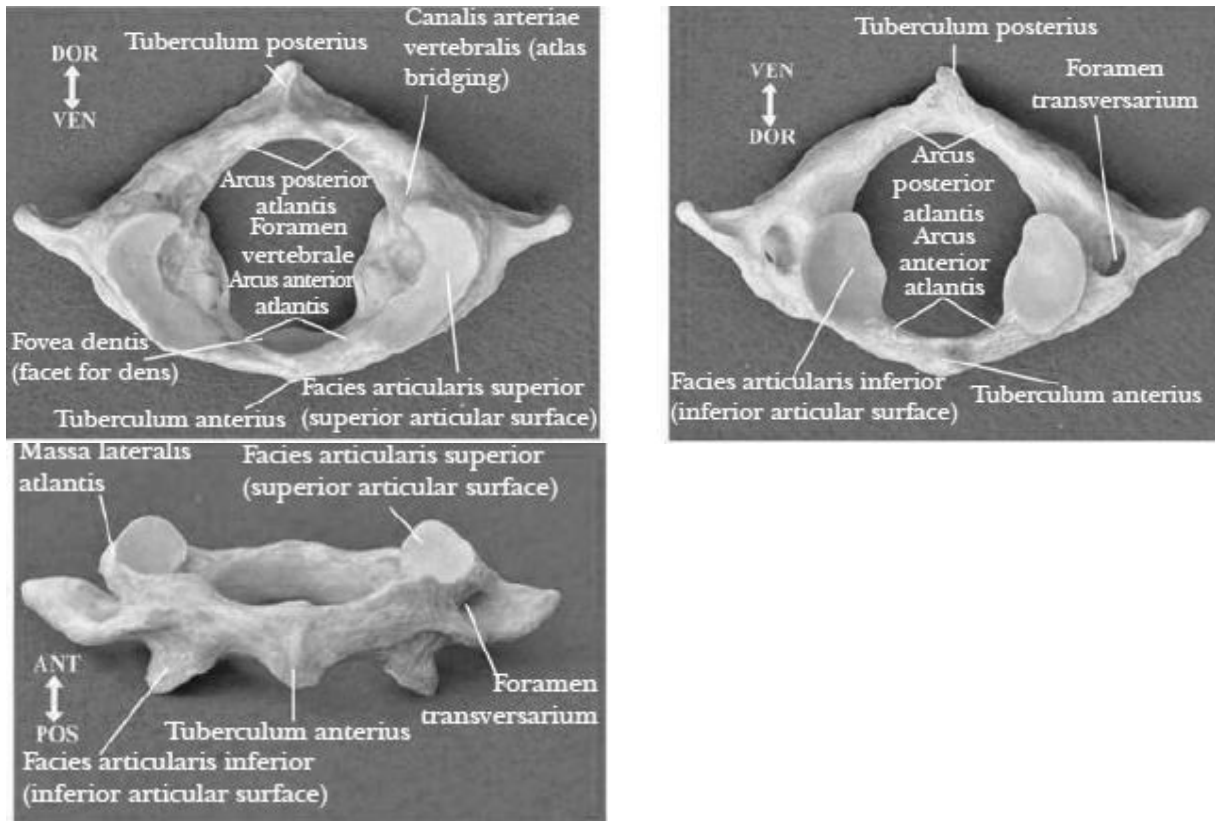 Tuberculum posterius
Canalis arteriae
vertebralis (atlas
bridging)
DOR
VEN
Arcus posterior
atlantis
Foramen
vertebrale
Arcus anterior
atlantis
Fovea dentis
(facet for dens)
Tuberculum anterius
Facies articularis superior
(superior articular surface)
Tuberculum posterius
VEN
DOR
Foramen
transversarium
Arcus
posterior
atlantis
Arcus
anterior
atlantis
Facies articularis inferior
(inferior articular surface)
Tuberculum anterius
Massa lateralis
atlantis
Facies articularis superior
(superior articular surface)
ANT
POS
Foramen
transversarium
Tuberculum anterius
Facies articularis inferior
(inferior articular surface)